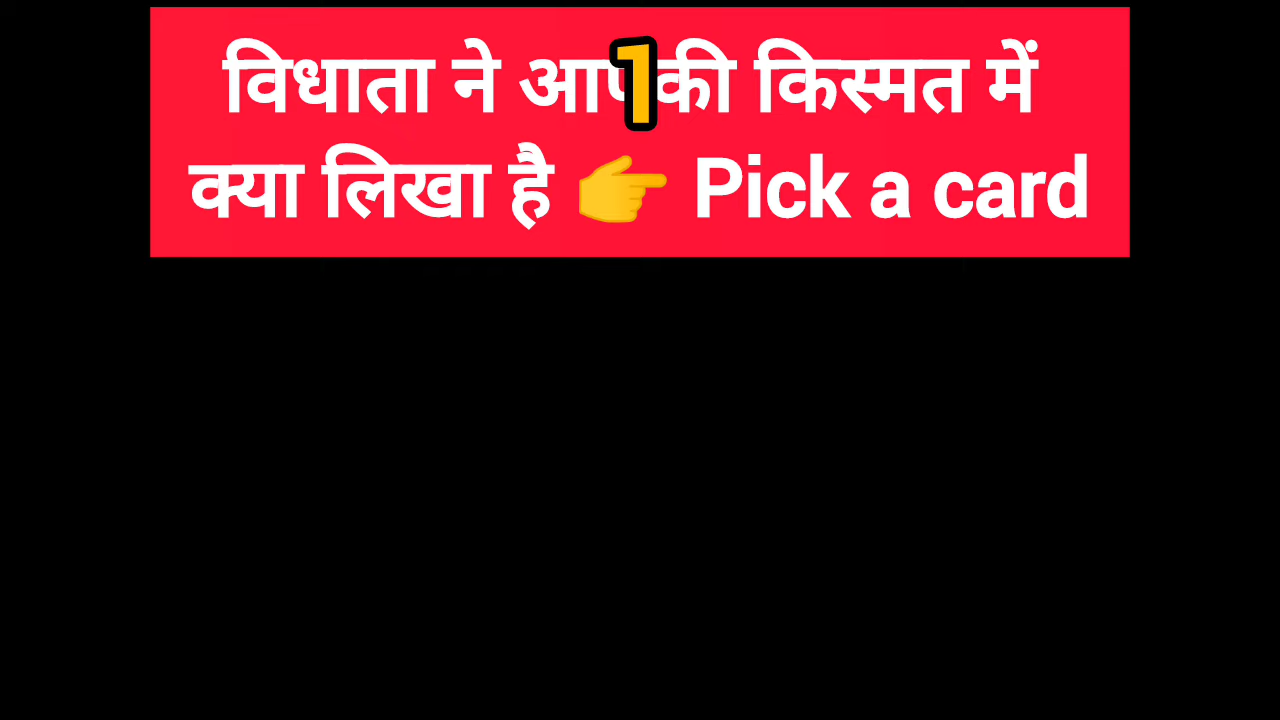 विधाता ने आपकी किस्मत में
क्या लिखा है 👉 Pick a card
1